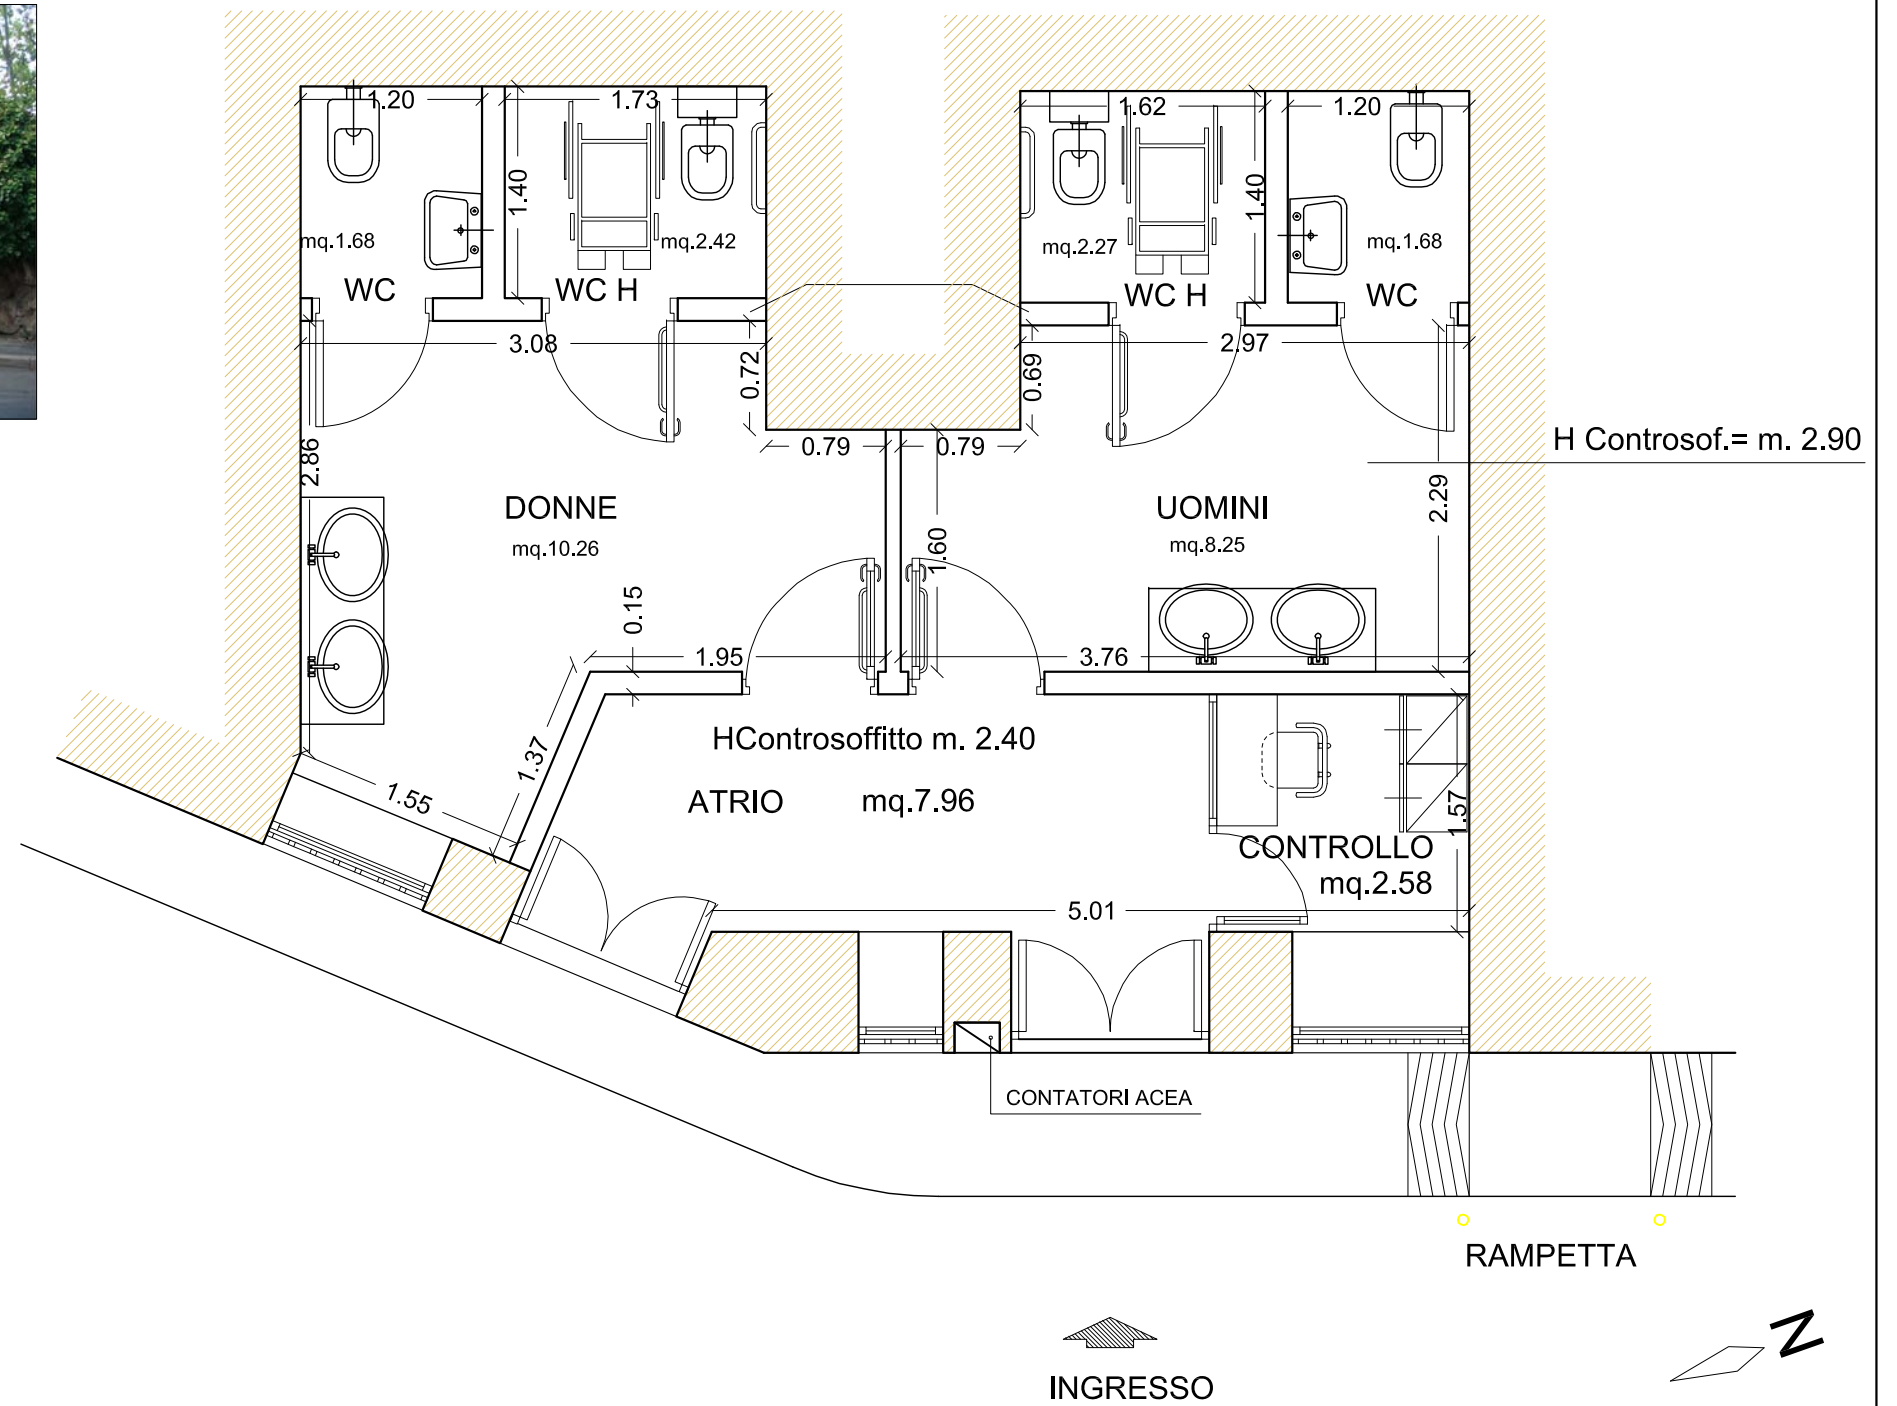 1.20
1.73
1.62
1.20
1.40
1.40
mq.1.68
mq.2.42
mq.2.27
mq.1.68
WC
WC H
WC H
WC
3.08
2.97
0.72
0.69
0.79
0.79
H Controsof.= m. 2.90
2.86
2.29
DONNE
mq.10.26
UOMINI
mq.8.25
1.60
0.15
1.95
3.76
1.37
HControsoffitto m. 2.40
ATRIO
mq.7.96
1.55
1.57
CONTROLLO
mq.2.58
5.01
CONTATORI ACEA
RAMPETTA
INGRESSO
N